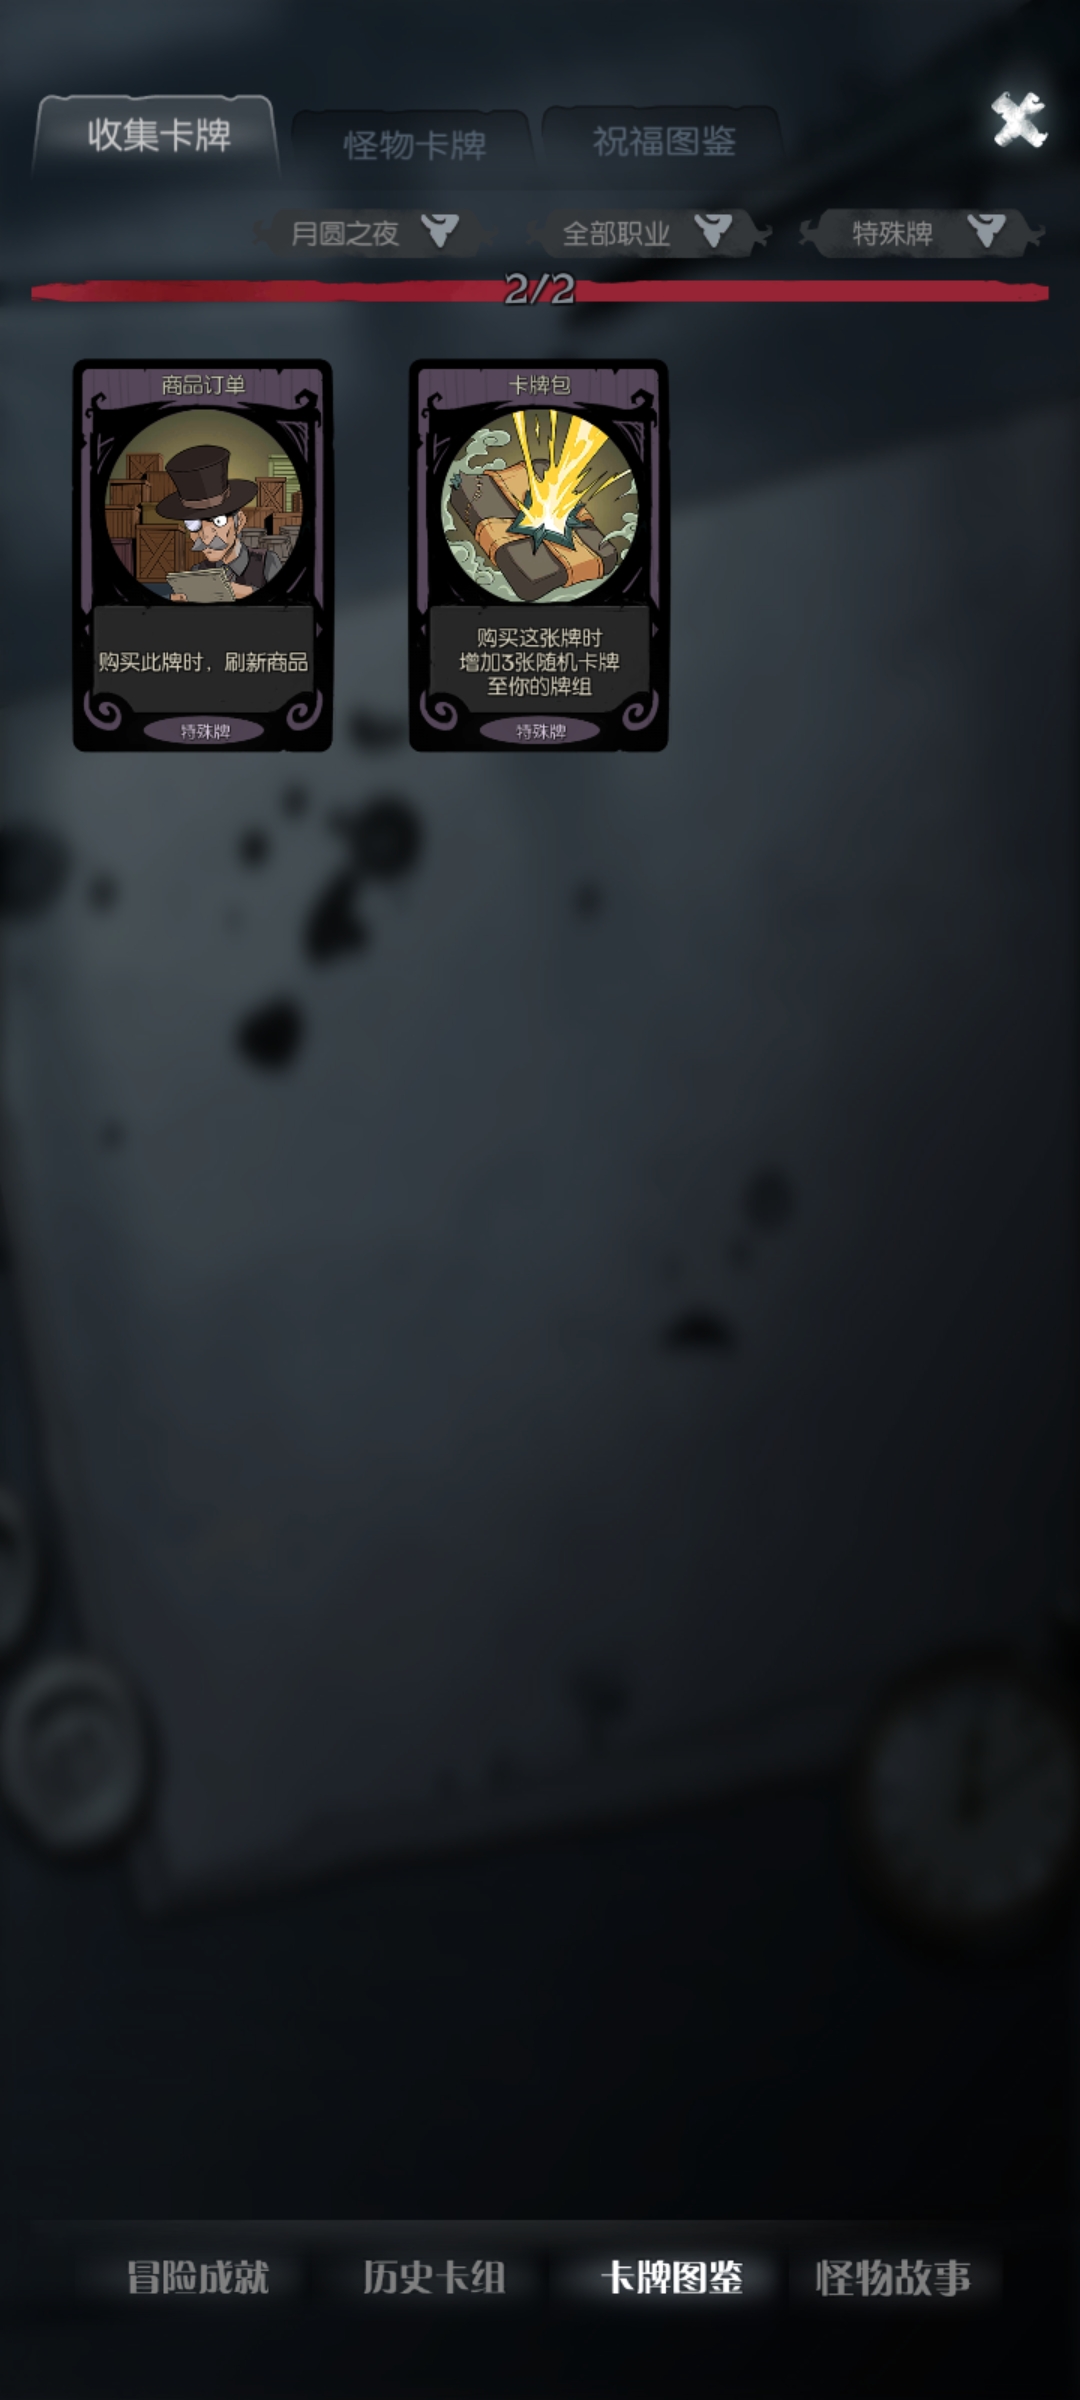 收集卡牌
怪物卡牌
祝福图鉴
月圆之夜
全部职业
特殊牌
2/2
商品订单
购买此牌时，刷新商品
特殊牌
卡牌包
购买这张牌时
增加3张随机卡牌
至你的牌组
特殊牌
冒险成就
历史卡组
卡牌图鉴
怪物故事